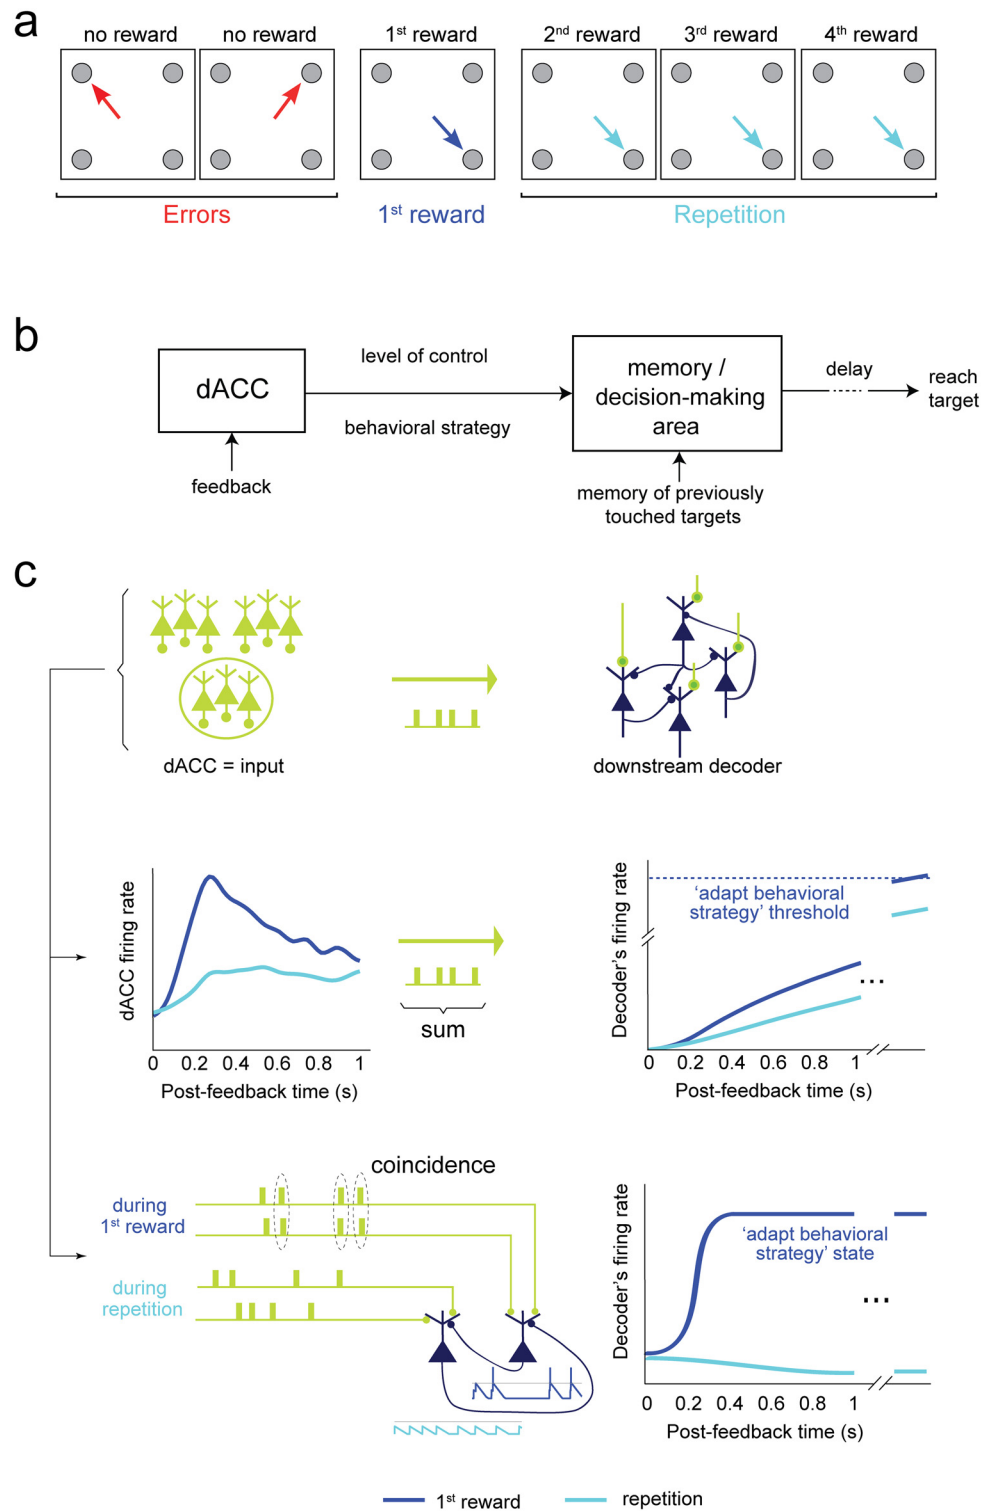 a
no reward no reward 1st reward 2nd reward 3rd reward 4th reward
Errors 1st reward Repetition
b
dACC
level of control
behavioral strategy
feedback
memory /
decision-making
area
delay
reach
target
memory of previously
touched targets
c
dACC = input
downstream decoder
dACC firing rate
0 0.2 0.4 0.6 0.8 1
Post-feedback time (s)
sum
Decoder's firing rate
'adapt behavioral
strategy' threshold
...
0 0.2 0.4 0.6 0.8 1
Post-feedback time (s)
coincidence
during
1st reward
during
repetition
Decoder's firing rate
'adapt behavioral
strategy' state
...
0 0.2 0.4 0.6 0.8 1
Post-feedback time (s)
1st reward repetition